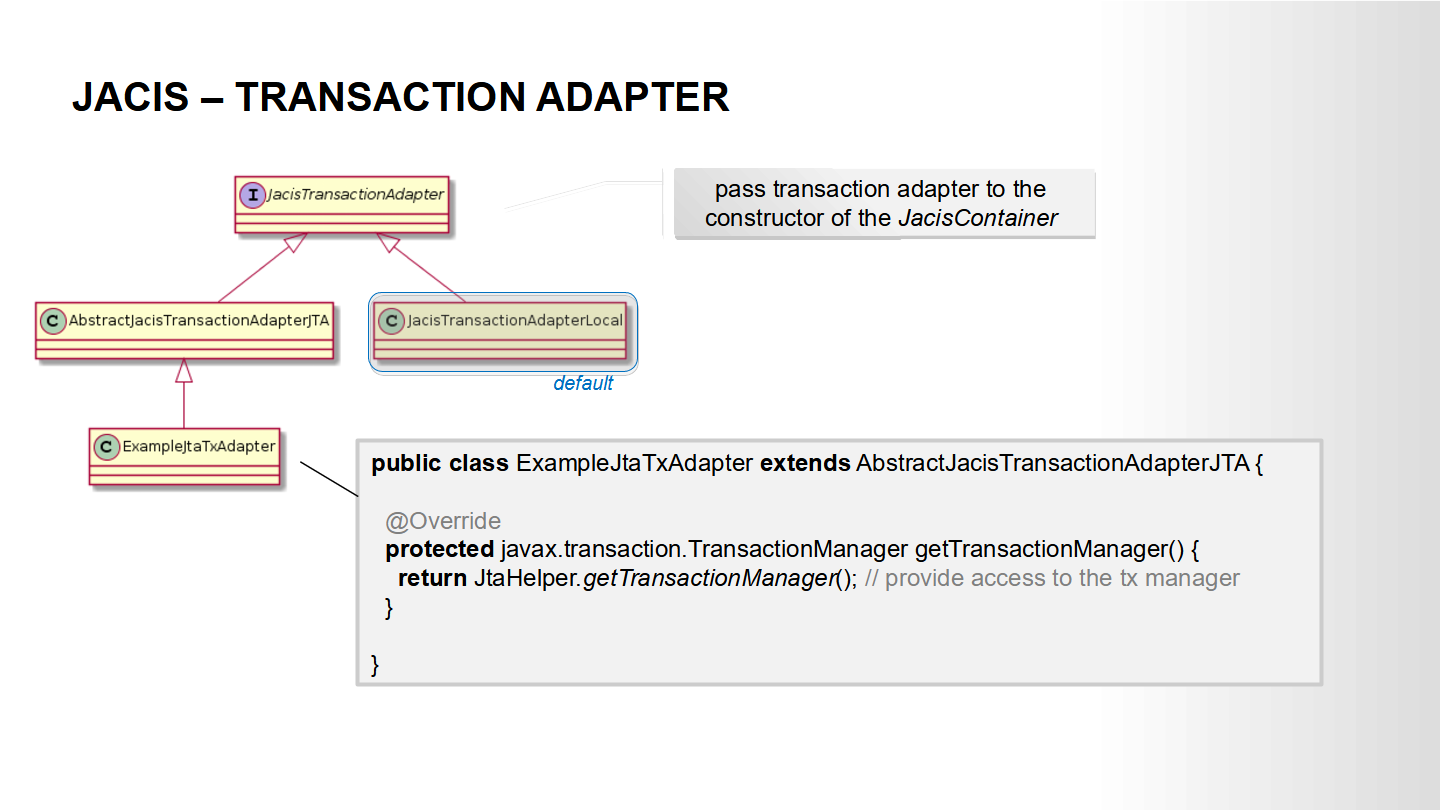 JACIS – TRANSACTION ADAPTER
I JacisTransactionAdapter
pass transaction adapter to the
constructor of the JacisContainer
C AbstractJacisTransactionAdapterJTA
C JacisTransactionAdapterLocal
default
C ExampleJtaTxAdapter
public class ExampleJtaTxAdapter extends AbstractJacisTransactionAdapterJTA {
@Override
protected javax.transaction.TransactionManager getTransactionManager() {
return JtaHelper.getTransactionManager(); // provide access to the tx manager
}
}